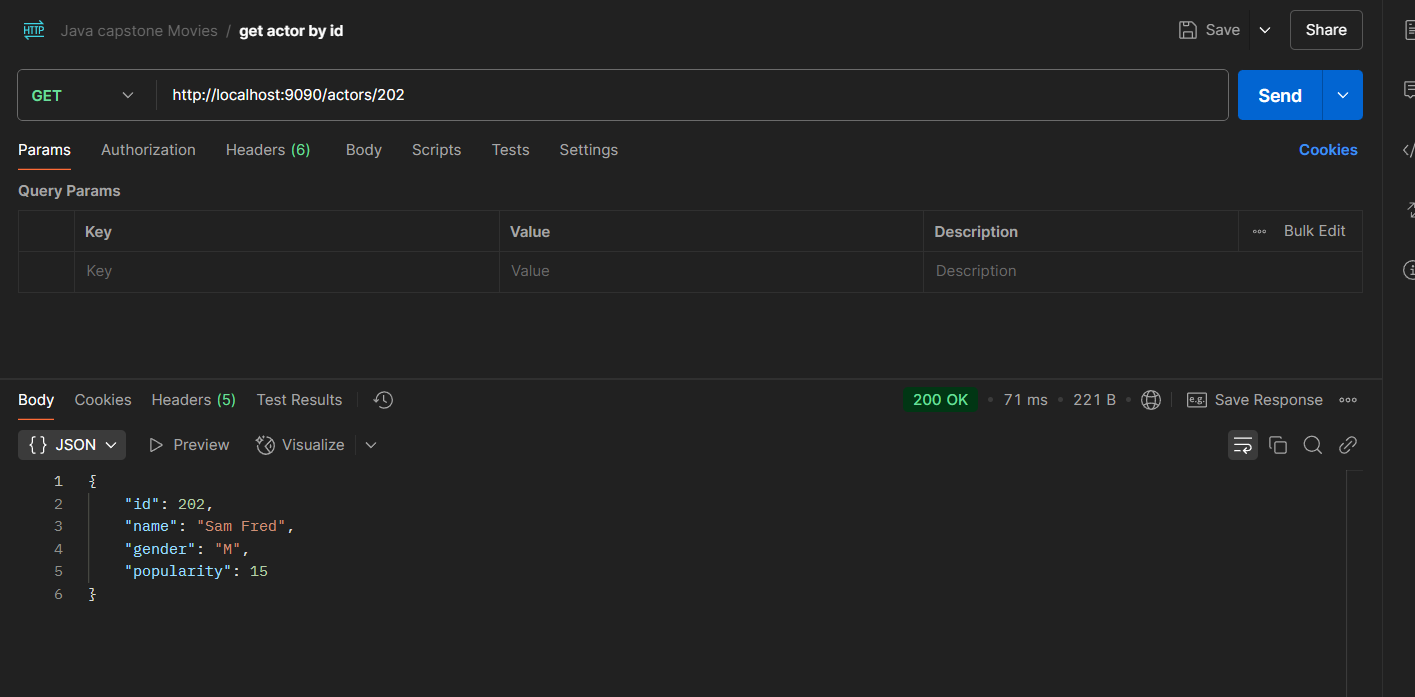 HTTP Java capstone Movies / get actor by id Save Share
GET http://localhost:9090/actors/202 Send
Params Authorization Headers (6) Body Scripts Tests Settings Cookies
Query Params
Key Value Description Bulk Edit
Key Value Description
Body Cookies Headers (5) Test Results 200 OK • 71 ms • 221 B • e.g. Save Response
{} JSON Preview Visualize
1 {
2 "id": 202,
3 "name": "Sam Fred",
4 "gender": "M",
5 "popularity": 15
6 }